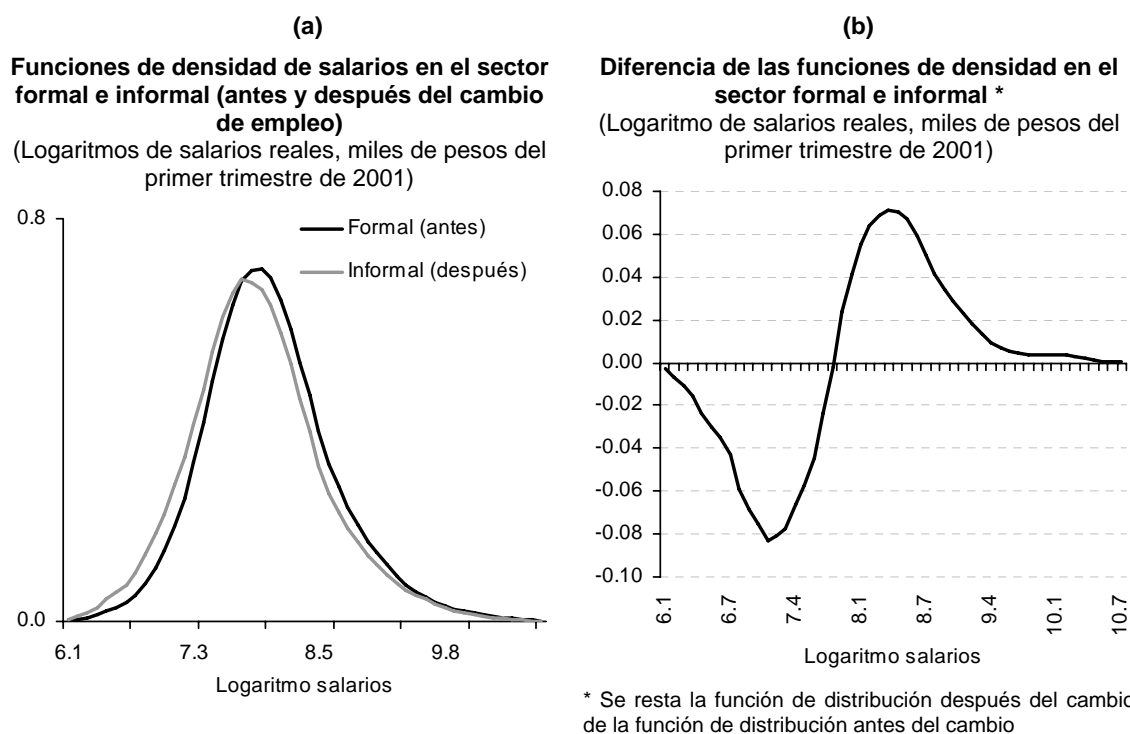 (a)
Funciones de densidad de salarios en el sector
formal e informal (antes y después del cambio
de empleo)
(Logaritmos de salarios reales, miles de pesos del
primer trimestre de 2001)
0.8
Formal (antes)
Informal (después)
0.0
6.1 7.3 8.5 9.8
Logaritmo salarios
(b)
Diferencia de las funciones de densidad en el
sector formal e informal *
(Logaritmo de salarios reales, miles de pesos del
primer trimestre de 2001)
0.08
0.06
0.04
0.02
0.00
-0.02
-0.04
-0.06
-0.08
-0.10
6.1 6.7 7.4 8.1 8.7 9.4 10.1 10.7
Logaritmo salarios
* Se resta la función de distribución después del cambio
de la función de distribución antes del cambio